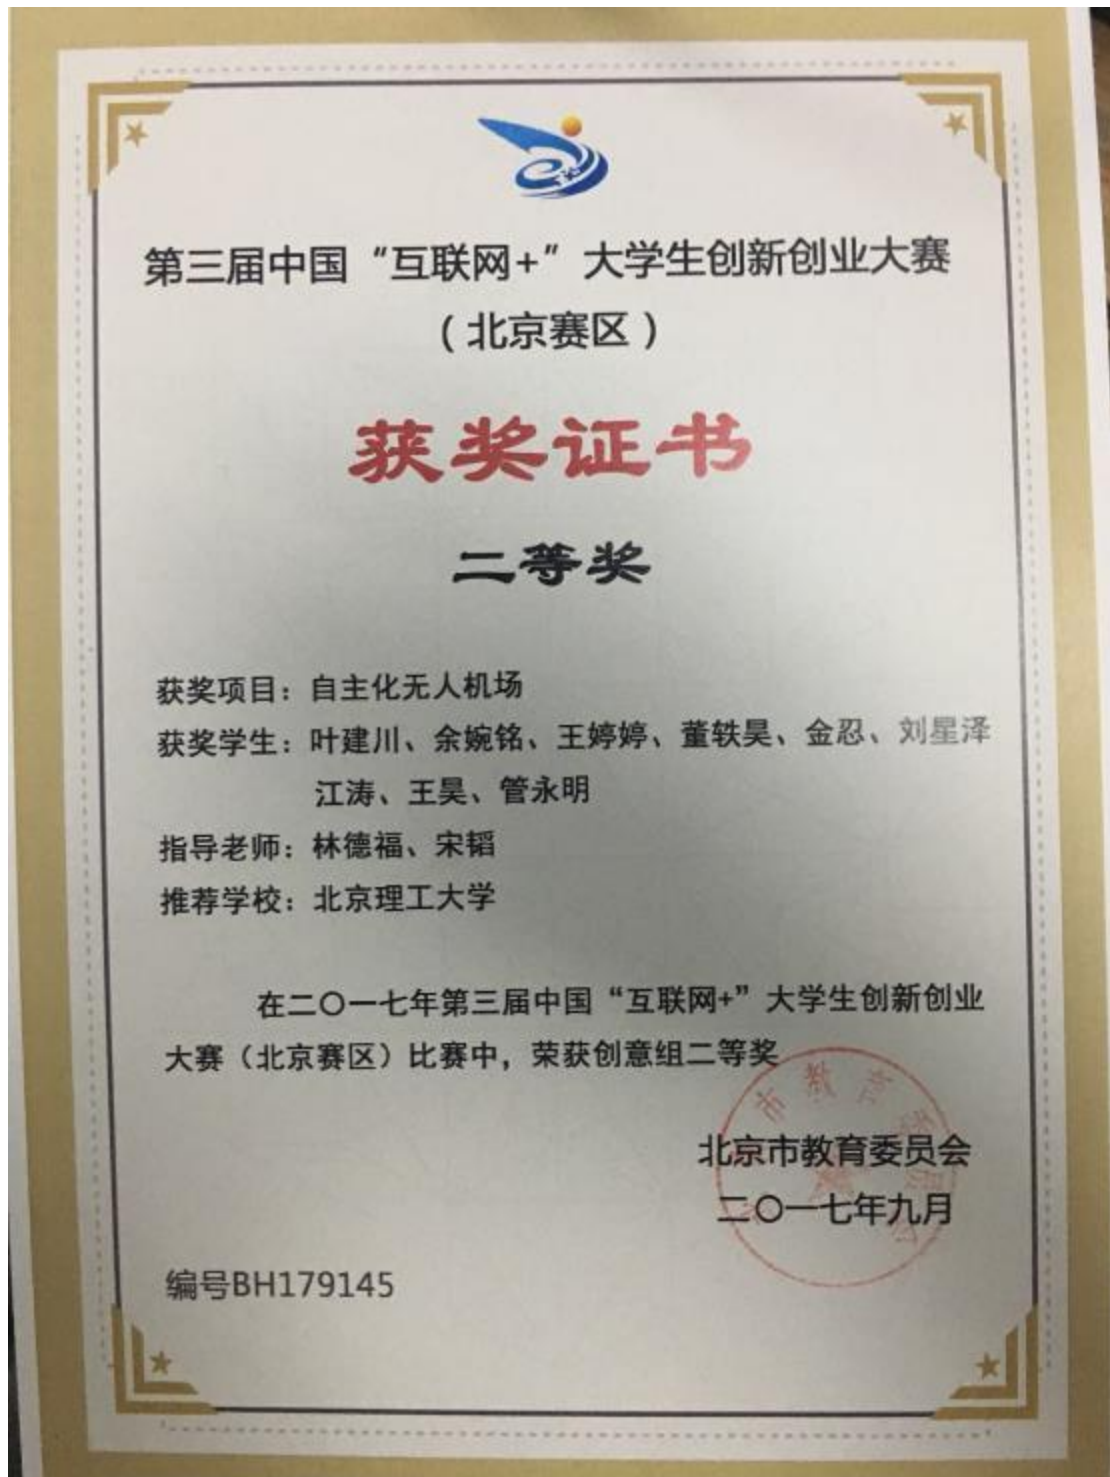 第三届中国“互联网+”大学生创新创业大赛
（北京赛区）
获奖证书
二等奖
获奖项目：自主化无人机场
获奖学生：叶建川、余婉铭、王婷婷、董轶昊、金忍、刘星泽
江涛、王昊、管永明
指导老师：林德福、宋韬
推荐学校：北京理工大学
在二〇一七年第三届中国“互联网+”大学生创新创业
大赛（北京赛区）比赛中，荣获创意组二等奖
市教育委员会
北京市教育委员会
二〇一七年九月
编号BH179145